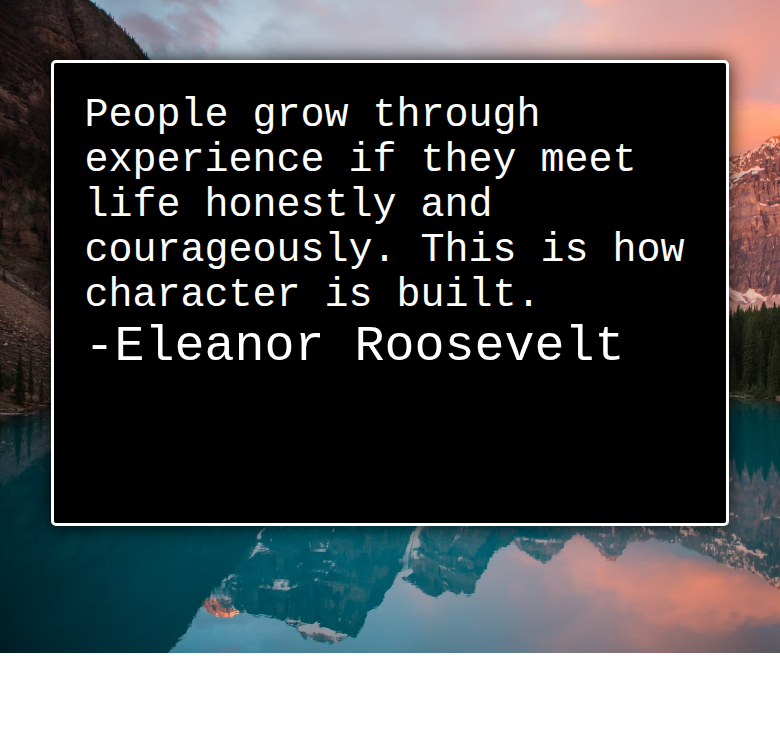 People grow through
experience if they meet
life honestly and
courageously. This is how
character is built.
-Eleanor Roosevelt